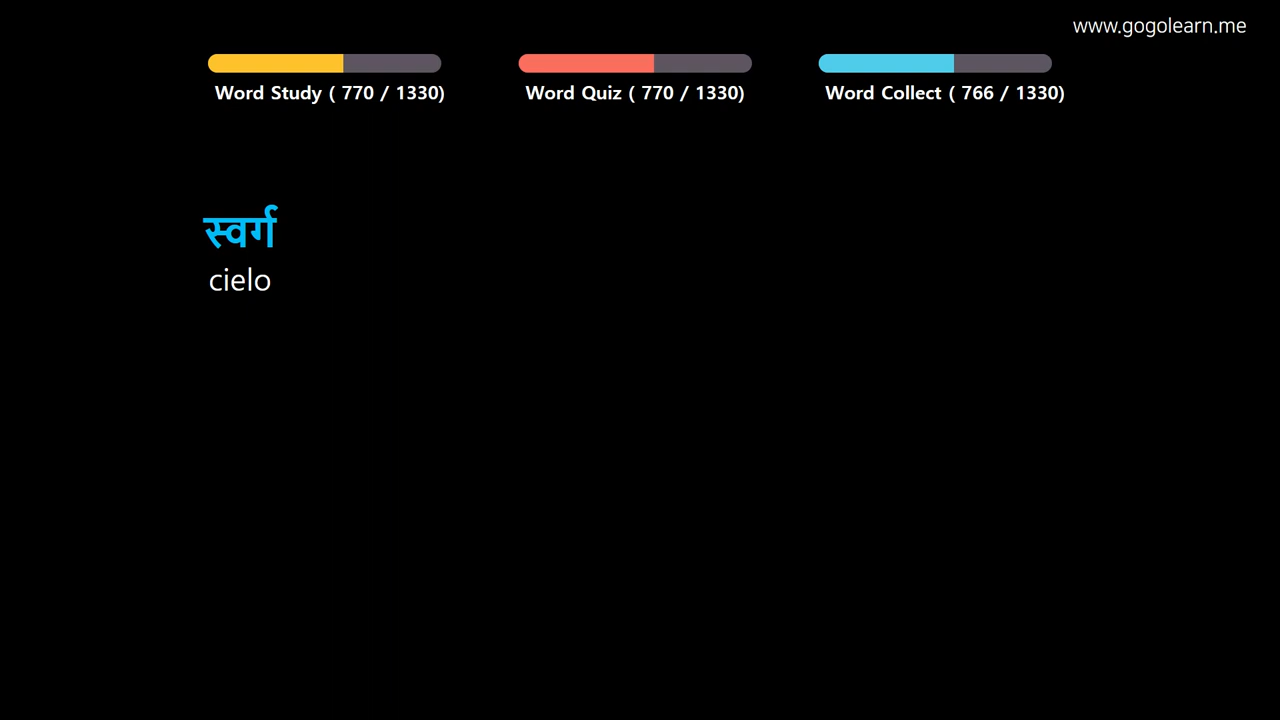 www.gogolearn.me
Word Study ( 770 / 1330)
Word Quiz ( 770 / 1330)
Word Collect ( 766 / 1330)
स्वर्ग
cielo